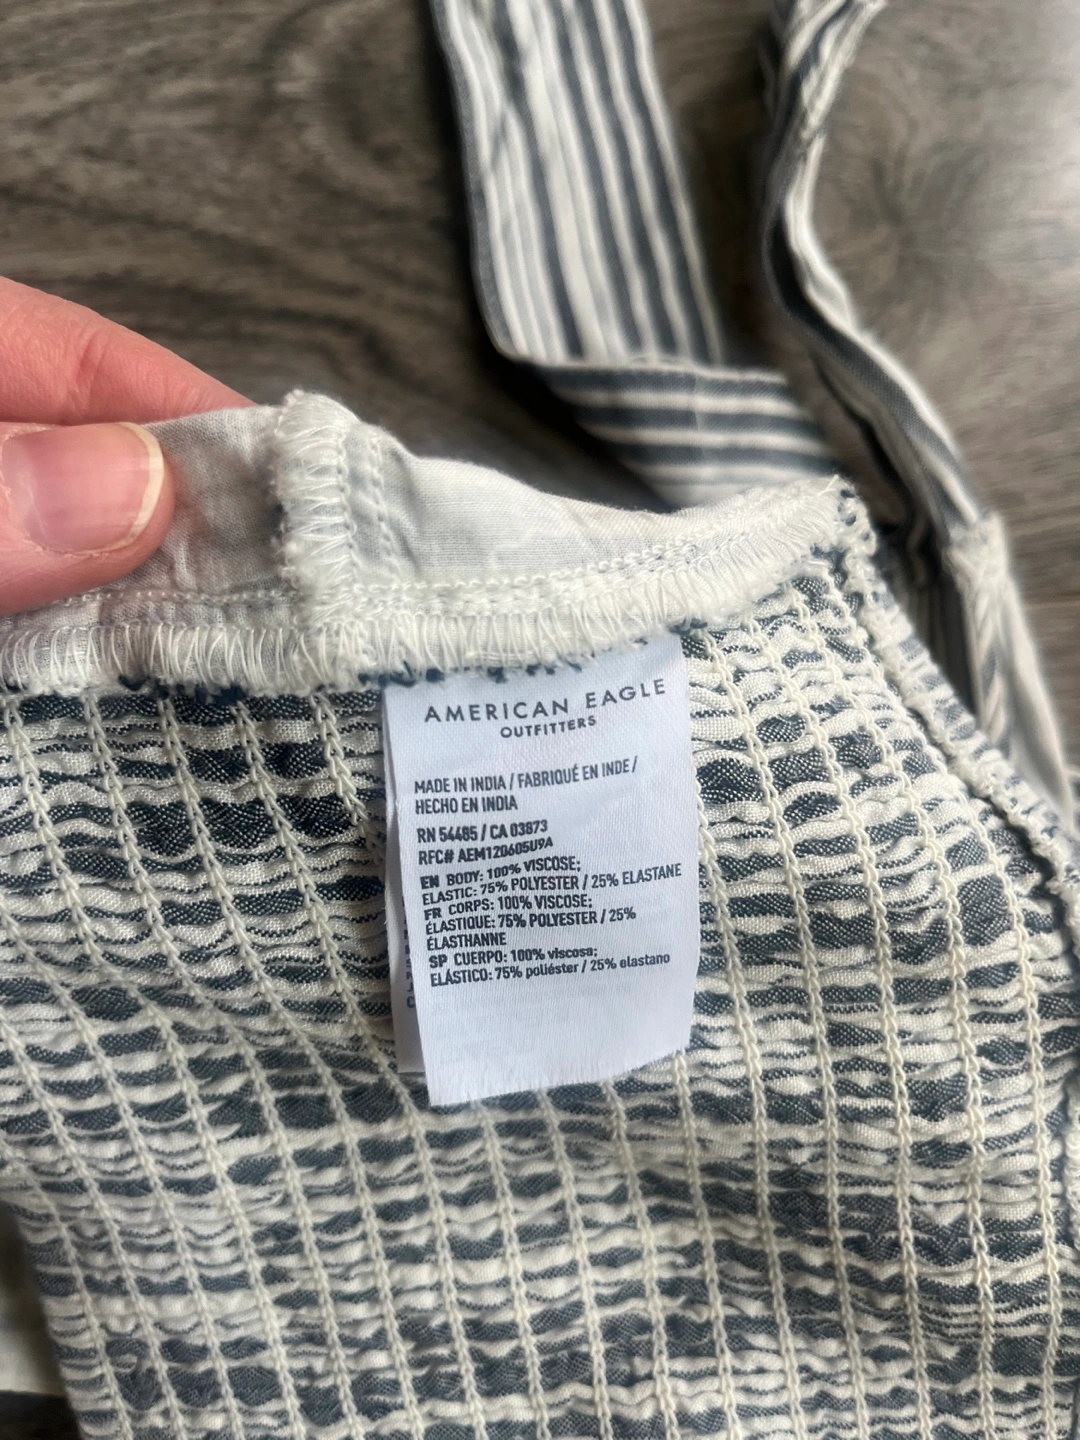 AMERICAN EAGLE
OUTFITTERS
MADE IN INDIA / FABRIQUÉ EN INDE /
HECHO EN INDIA
RN 54485 / CA 03873
RFC# AEM120605U9A
EN BODY: 100% VISCOSE;
ELASTIC: 75% POLYESTER / 25% ELASTANE
FR CORPS: 100% VISCOSE;
ÉLASTIQUE: 75% POLYESTER / 25%
ÉLASTHANNE
SP CUERPO: 100% viscosa;
ELÁSTICO: 75% poliéster / 25% elastano